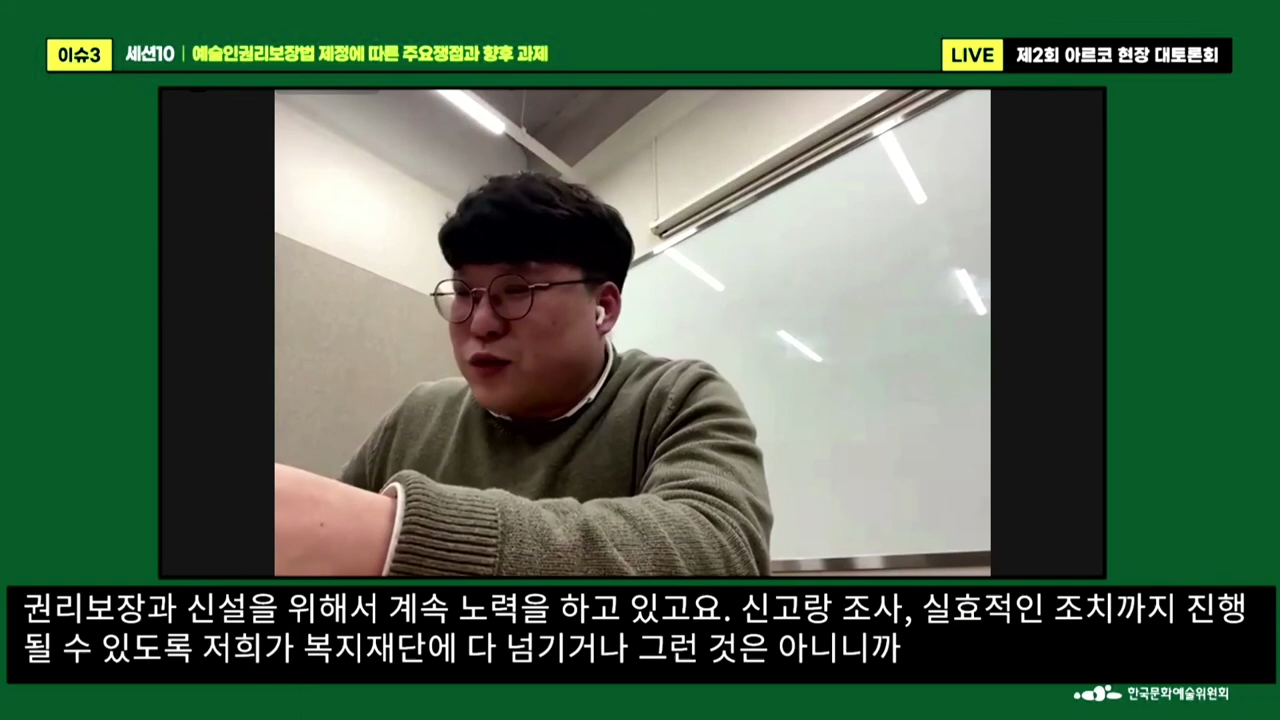 이슈3
세션10 | 예술인권리보장법 제정에 따른 주요쟁점과 향후 과제
LIVE
제2회 아르코 현장 대토론회
권리보장과 신설을 위해서 계속 노력을 하고 있고요. 신고랑 조사, 실효적인 조치까지 진행
될 수 있도록 저희가 복지재단에 다 넘기거나 그런 것은 아니니까
한국문화예술위원회